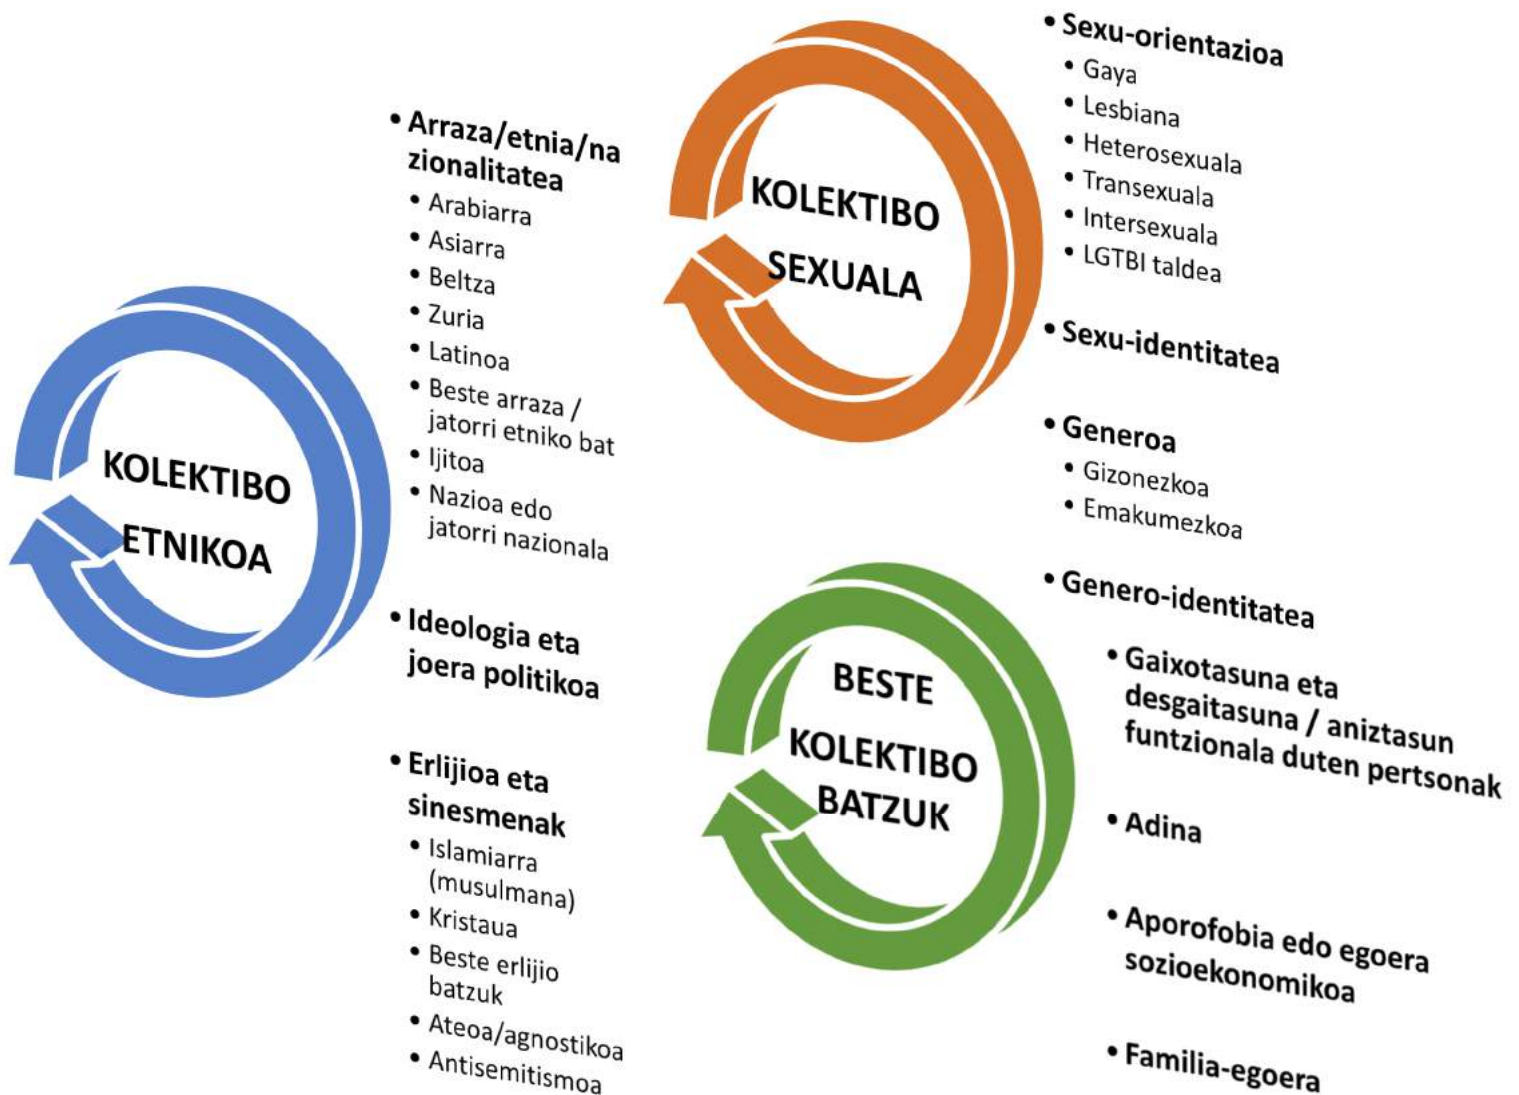 KOLEKTIBO
ETNIKOA
• Arraza/etnia/na
zionalitatea
• Arabiarra
• Asiarra
• Beltza
• Zuria
• Latinoa
• Beste arraza /
jatorri etniko bat
• Ijitoa
• Nazioa edo
jatorri nazionala
• Ideologia eta
joera politikoa
• Erlijioa eta
sinesmenak
• Islamiarra
(musulmana)
• Kristaua
• Beste erlijio
batzuk
• Ateoa/agnostikoa
• Antisemitismoa
KOLEKTIBO
SEXUALA
• Sexu-orientazioa
• Gaya
• Lesbiana
• Heterosexuala
• Transexuala
• Intersexuala
• LGTBI taldea
• Sexu-identitatea
• Generoa
• Gizonezkoa
• Emakumezkoa
• Genero-identitatea
BESTE
KOLEKTIBO
BATZUK
• Gaixotasuna eta
desgaitasuna / aniztasun
funtzionala duten pertsonak
• Adina
• Aporofobia edo egoera
sozioekonomikoa
• Familia-egoera